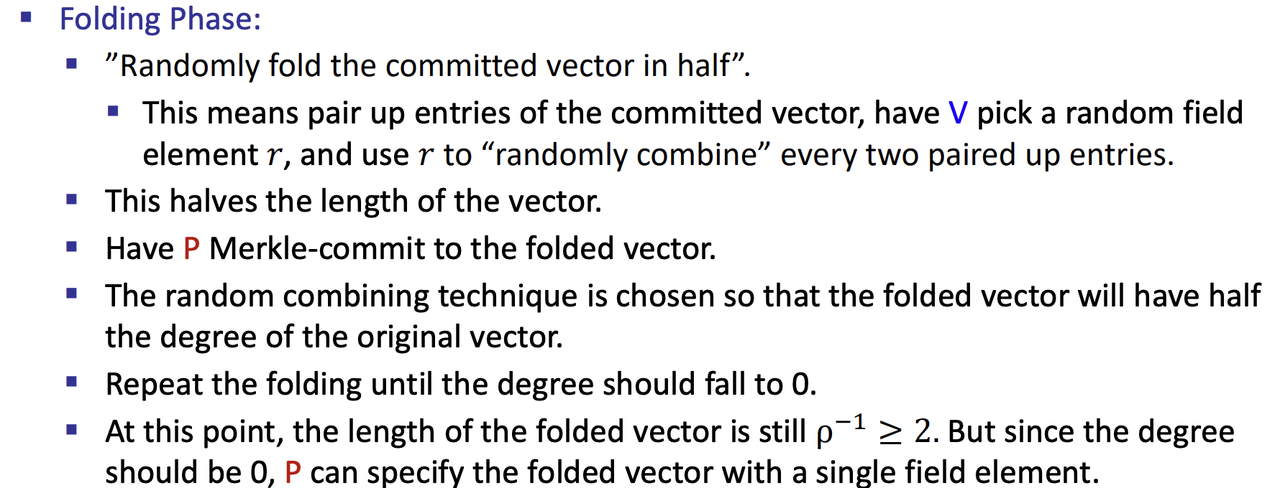 ▪ Folding Phase:
▪ ”Randomly fold the committed vector in half”.
▪ This means pair up entries of the committed vector, have V pick a random field
element r, and use r to “randomly combine” every two paired up entries.
▪ This halves the length of the vector.
▪ Have P Merkle-commit to the folded vector.
▪ The random combining technique is chosen so that the folded vector will have half
the degree of the original vector.
▪ Repeat the folding until the degree should fall to 0.
▪ At this point, the length of the folded vector is still ρ⁻¹ ≥ 2. But since the degree
should be 0, P can specify the folded vector with a single field element.